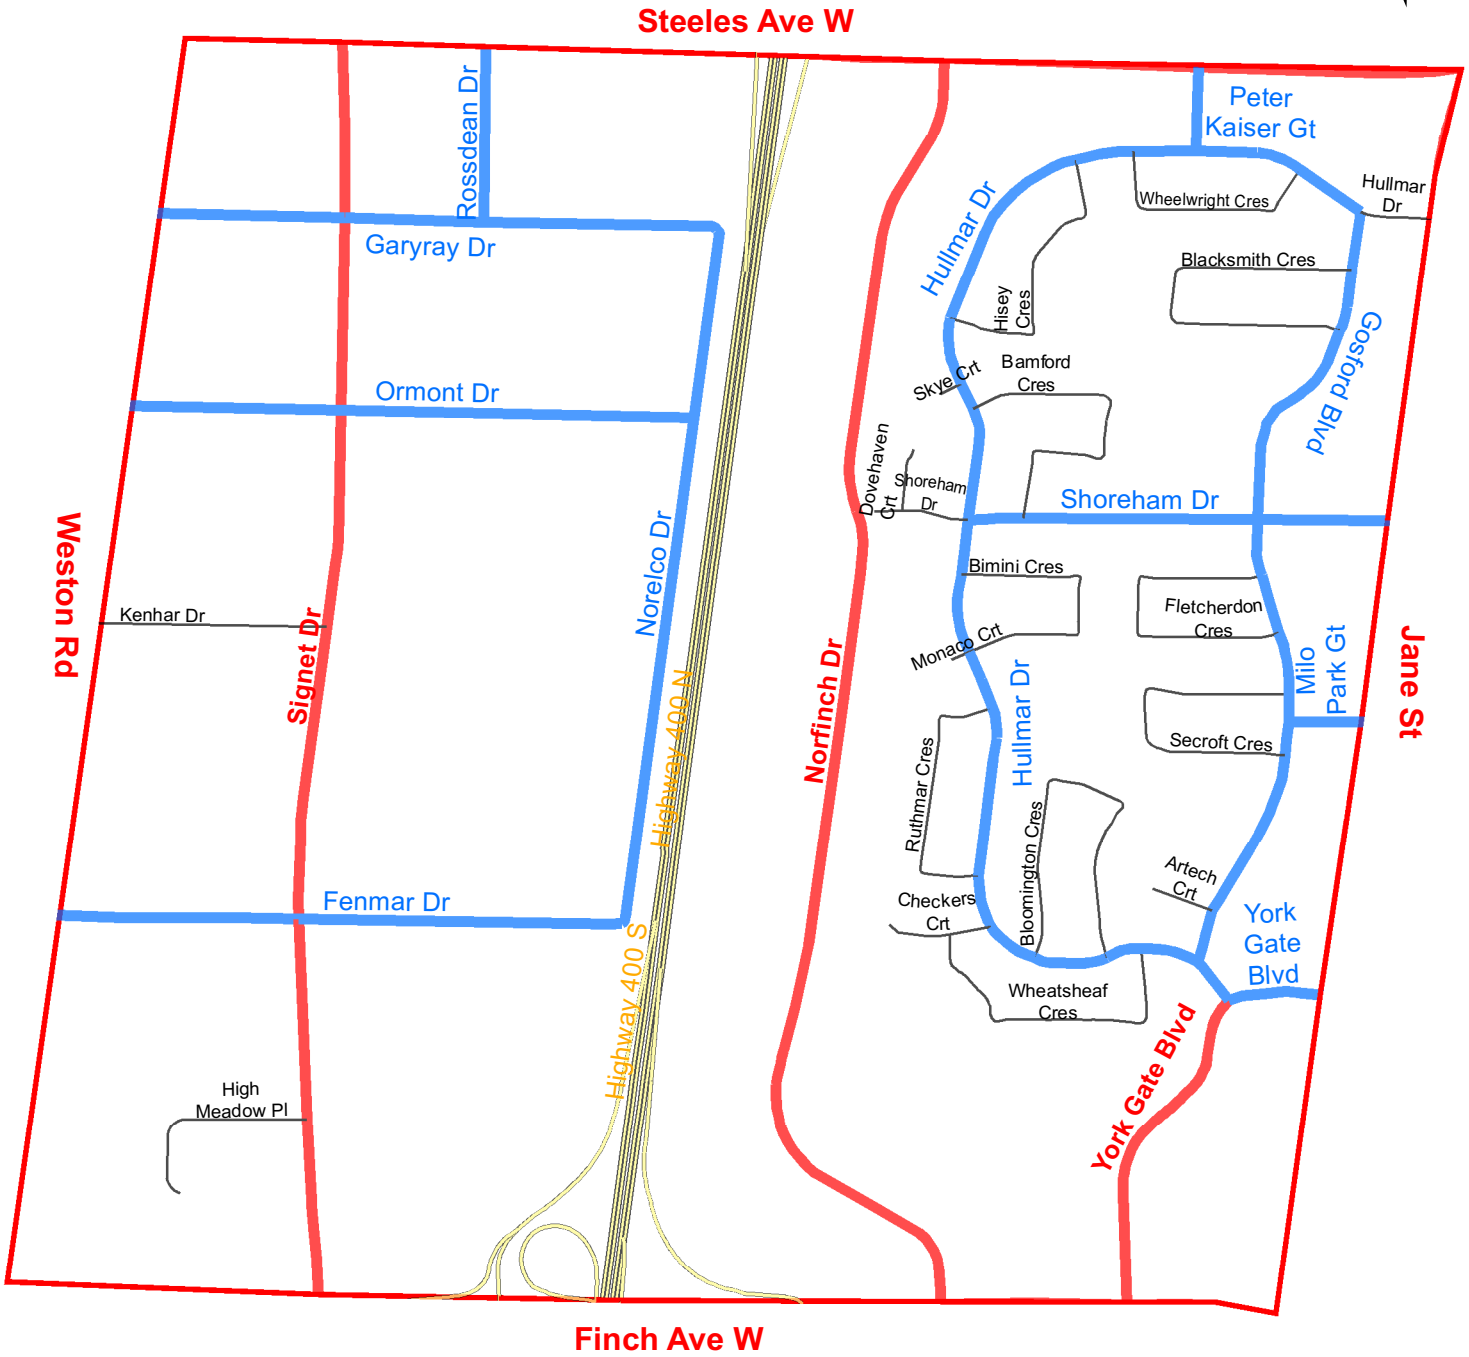 Steeles Ave W
Rossdean Dr
Peter
Kaiser Gt
Hullmar Dr
Wheelwright Cres
Hullmar
Dr
Garyray Dr
Blacksmith Cres
Hisey
Cres
Gosford Blvd
Skye Crt
Bamford
Cres
Ormont Dr
Dovehaven
Crt
Shoreham
Dr
Shoreham Dr
Weston Rd
Norelco Dr
Bimini Cres
Kenhar Dr
Signet Dr
Fletcherdon
Cres
Monaco Crt
Milo
Park Gt
Jane St
Norfinch Dr
Hullmar Dr
Highway 400 N
Secroft Cres
Ruthmar Cres
Bloomington Cres
Artech
Crt
Fenmar Dr
Checkers
Crt
York
Gate
Blvd
Highway 400 S
Wheatsheaf
Cres
York Gate Blvd
High
Meadow Pl
Finch Ave W